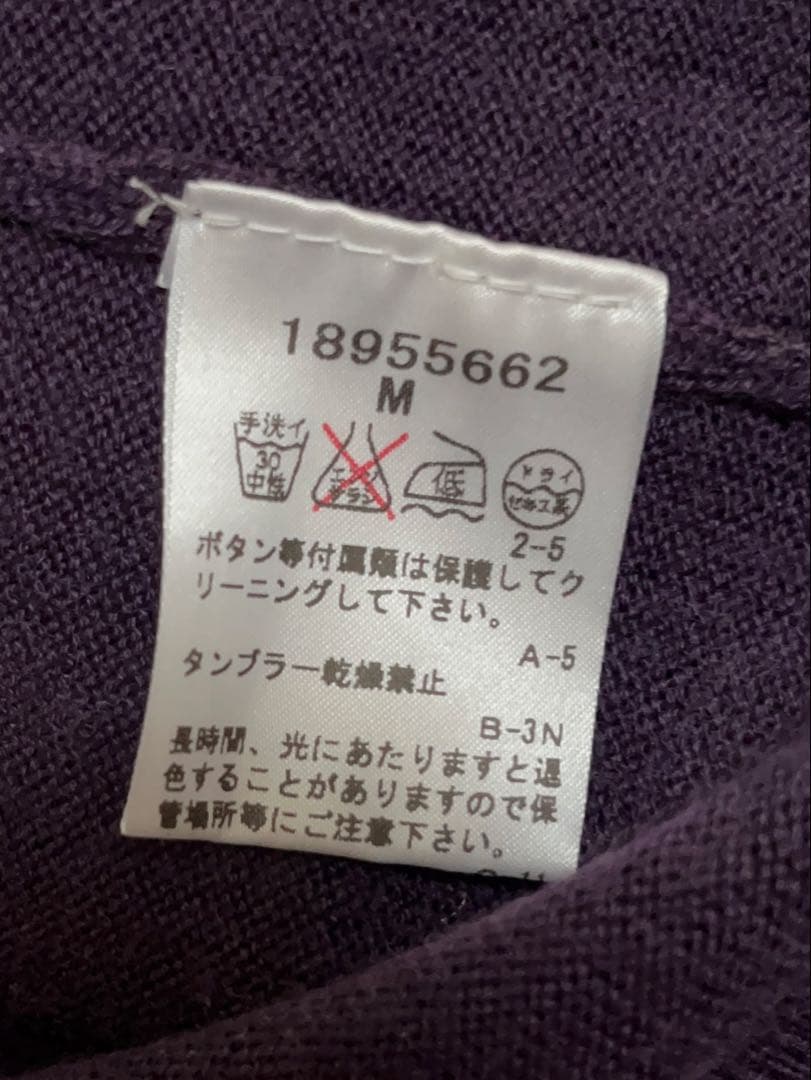 18955662
M
手洗イ
30
中性
エンソ
サラシ
低
ドライ
セキユ系
2-5
ボタン等付属類は保護してク
リーニングして下さい。
A-5
タンブラー乾燥禁止
B-3N
長時間、光にあたりますと退
色することがありますので保
管場所等にご注意下さい。